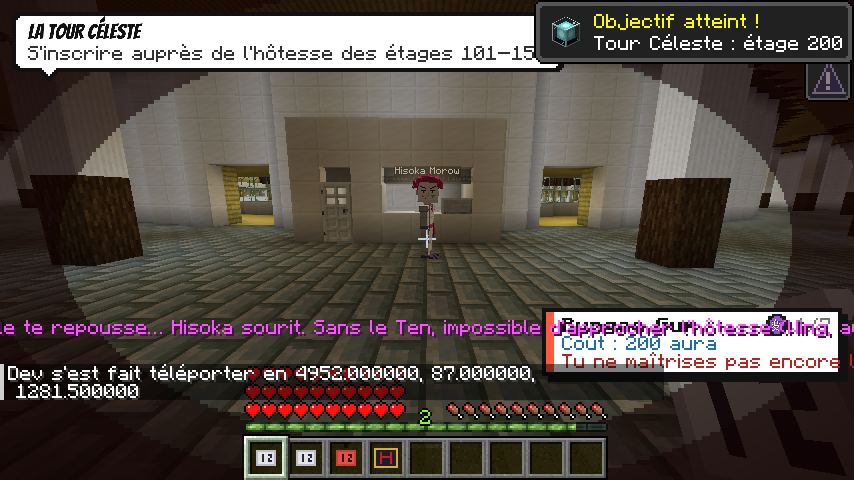 LA TOUR CÉLESTE
S'inscrire auprès de l'hôtesse des étages 101-15
Objectif atteint !
Tour Céleste : étage 200
Hisoka Morow
le te repousse... Hisoka sourit. Sans le Ten, impossible d'approcher l'hôtesse.
Coût : 200 aura
Tu ne maîtrises pas encore l
Dev s'est fait téléporter en 4952.000000, 87.000000,
1281.500000
2
12 12 12 H